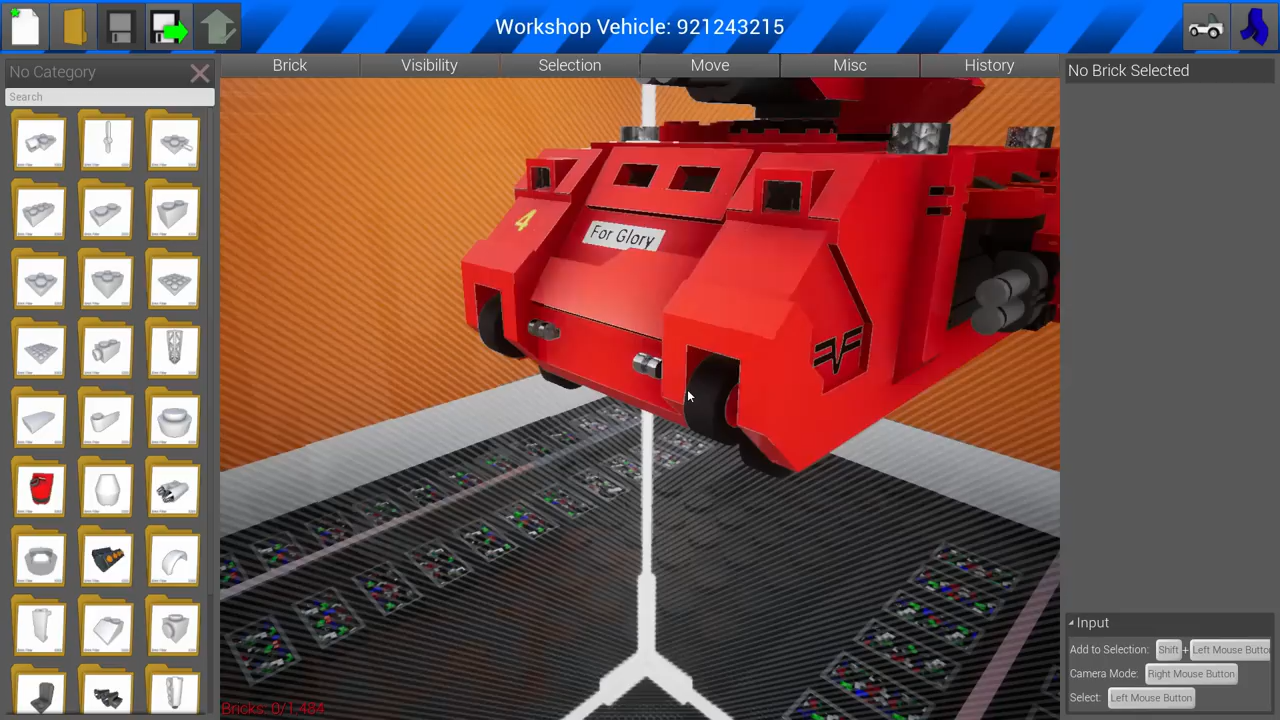 Workshop Vehicle: 921243215
No Category
Search
Brick
Visibility
Selection
Move
Misc
History
No Brick Selected
4
For Glory
Input
Add to Selection: Shift + Left Mouse Butto
Camera Mode: Right Mouse Button
Select: Left Mouse Button
Bricks: 0/1.484